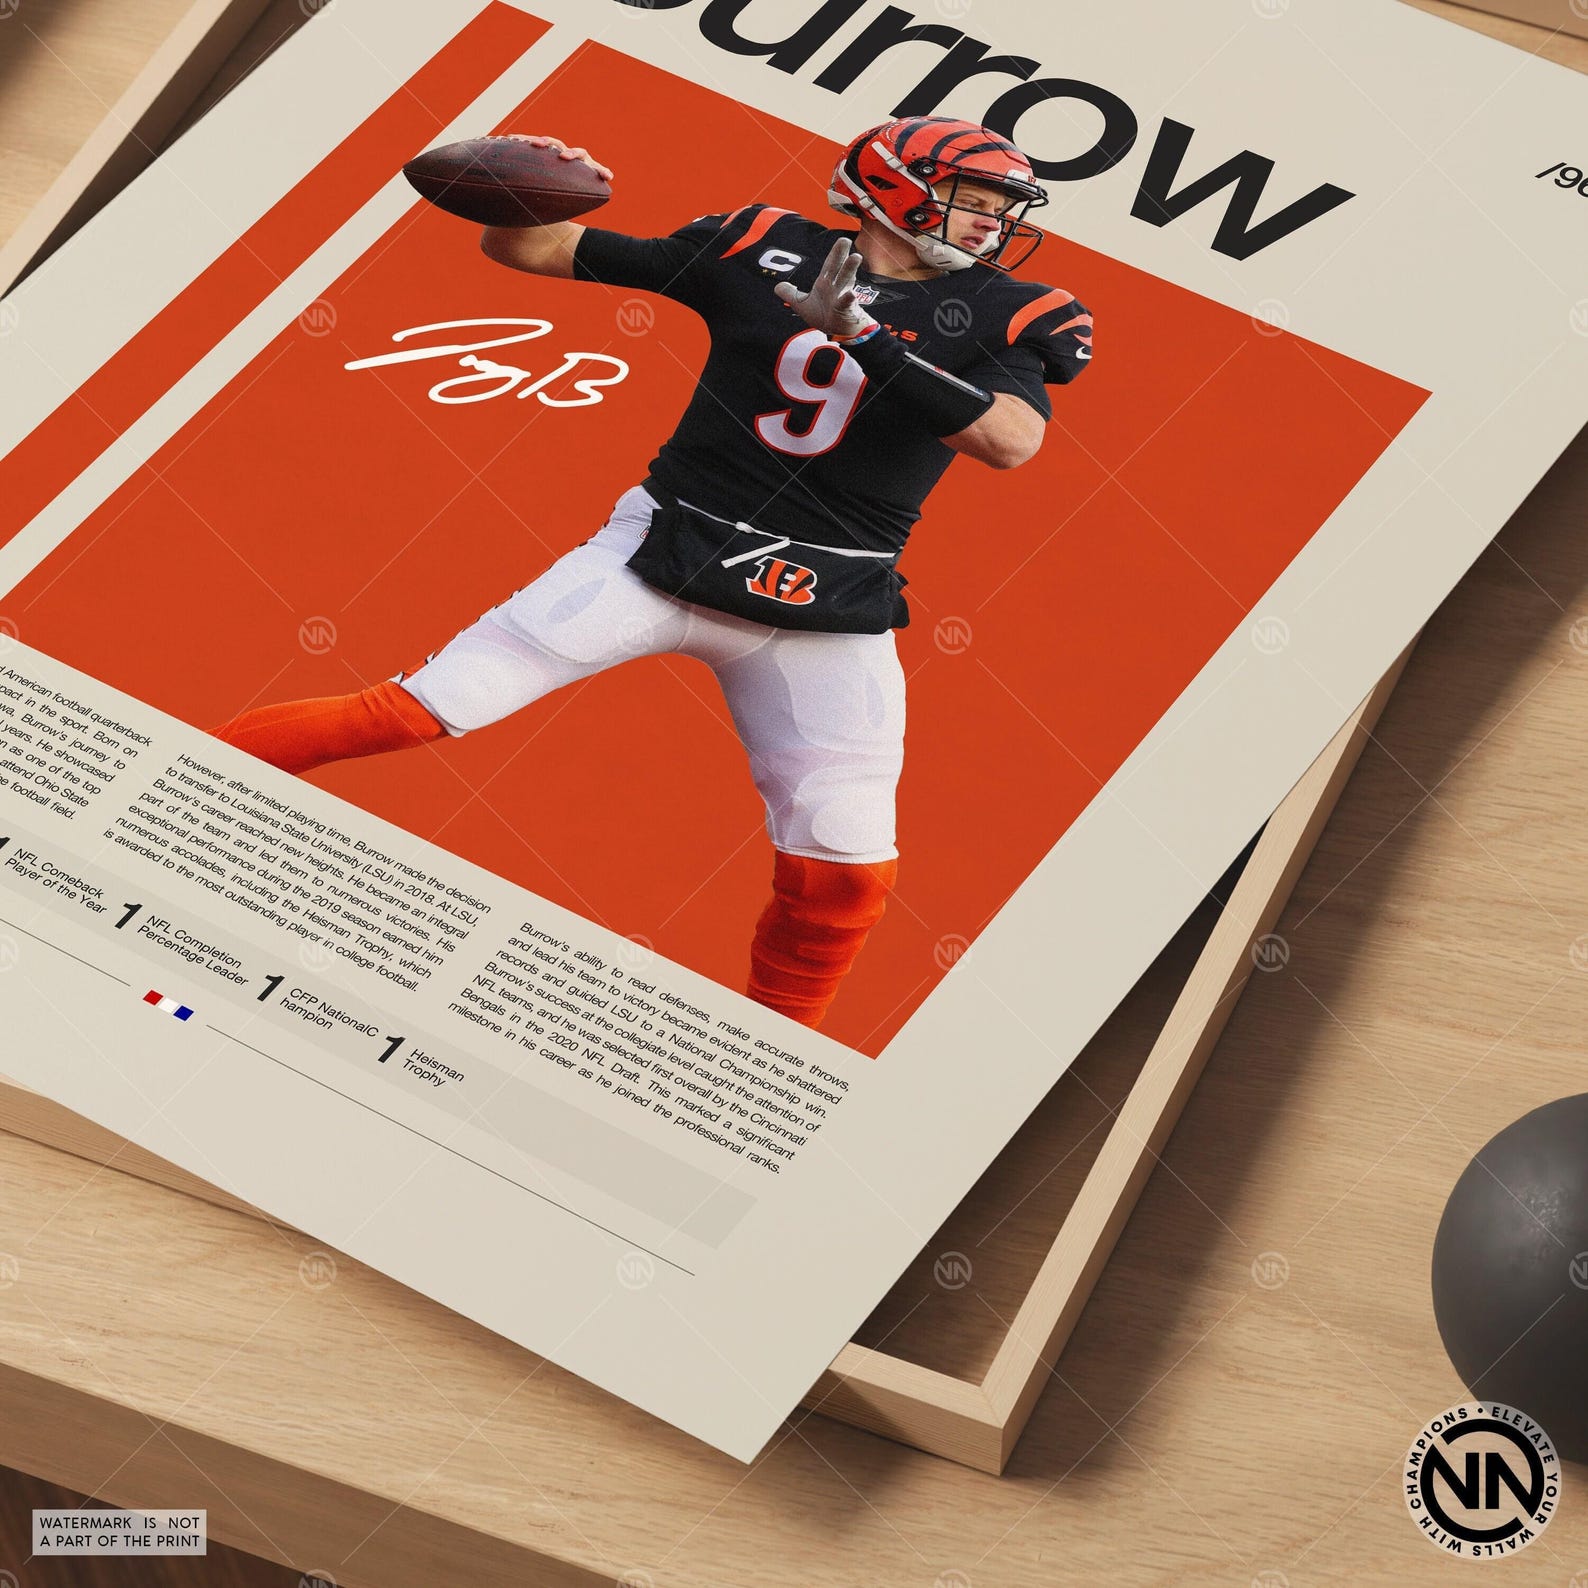 urrow
/96
C
NFL
LS
9
B
d American football quarterback
pact in the sport. Born on
wa, Burrow's journey to
l years. He showcased
n as one of the top
attend Ohio State
e football field.
However, after limited playing time, Burrow made the decision
to transfer to Louisiana State University (LSU) in 2018. At LSU,
Burrow's career reached new heights. He became an integral
part of the team and led them to numerous victories. His
exceptional performance during the 2019 season earned him
numerous accolades, including the Heisman Trophy, which
is awarded to the most outstanding player in college football.
Burrow's ability to read defenses, make accurate throws,
and lead his team to victory became evident as he shattered
records and guided LSU to a National Championship win.
Burrow's success at the collegiate level caught the attention of
NFL teams, and he was selected first overall by the Cincinnati
Bengals in the 2020 NFL Draft. This marked a significant
milestone in his career as he joined the professional ranks.
1 NFL Comeback
Player of the Year
1 NFL Completion
Percentage Leader
1 CFP NationalC
hampion
1 Heisman
Trophy
WATERMARK IS NOT
A PART OF THE PRINT
CHAMPIONS • ELEVATE YOUR WALLS WITH